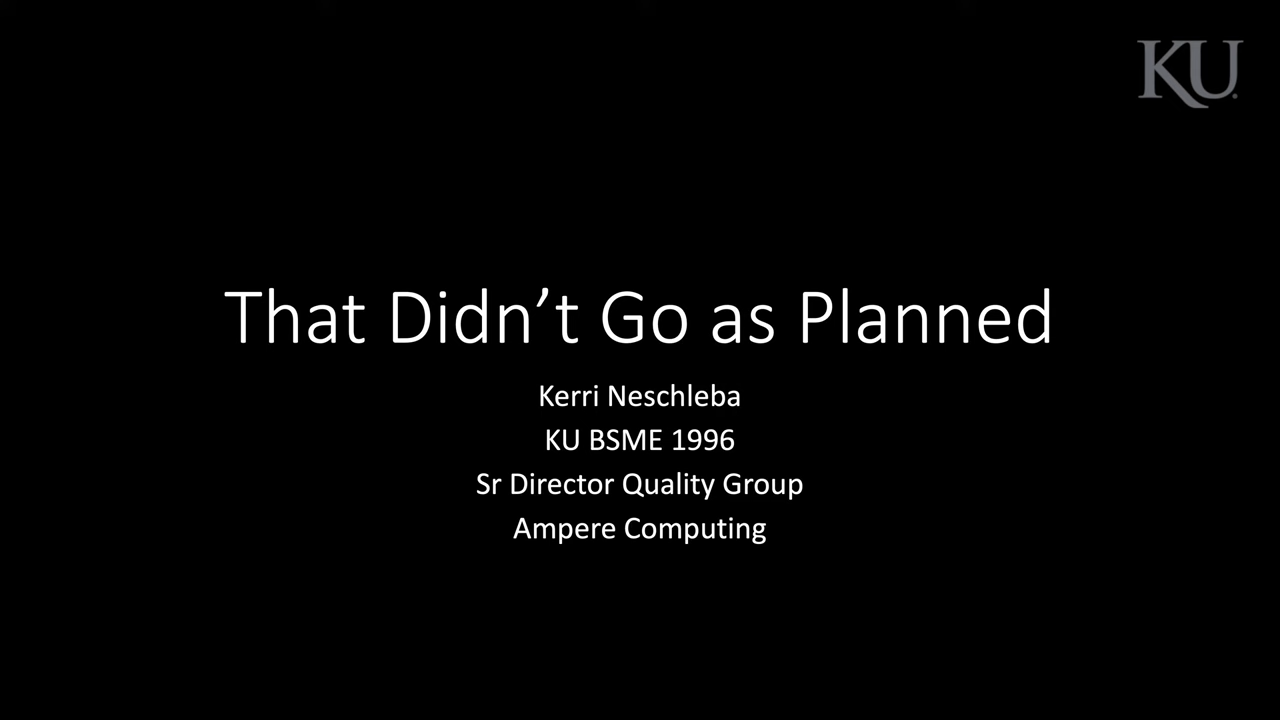 KU
That Didn’t Go as Planned
Kerri Neschleba
KU BSME 1996
Sr Director Quality Group
Ampere Computing